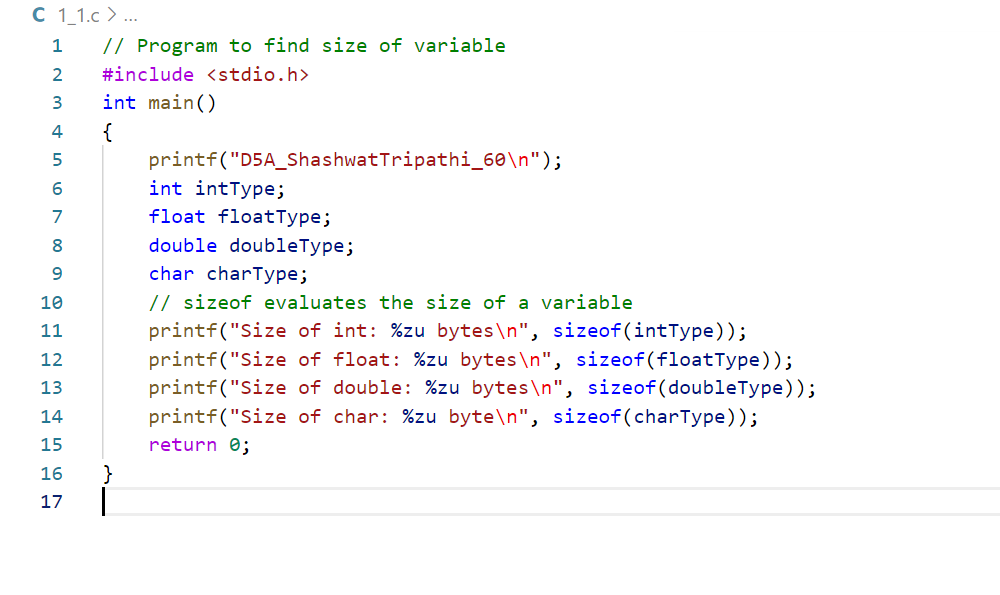 C 1_1.c > ...
1 // Program to find size of variable
2 #include <stdio.h>
3 int main()
4 {
5 printf("D5A_ShashwatTripathi_60\n");
6 int intType;
7 float floatType;
8 double doubleType;
9 char charType;
10 // sizeof evaluates the size of a variable
11 printf("Size of int: %zu bytes\n", sizeof(intType));
12 printf("Size of float: %zu bytes\n", sizeof(floatType));
13 printf("Size of double: %zu bytes\n", sizeof(doubleType));
14 printf("Size of char: %zu byte\n", sizeof(charType));
15 return 0;
16 }
17